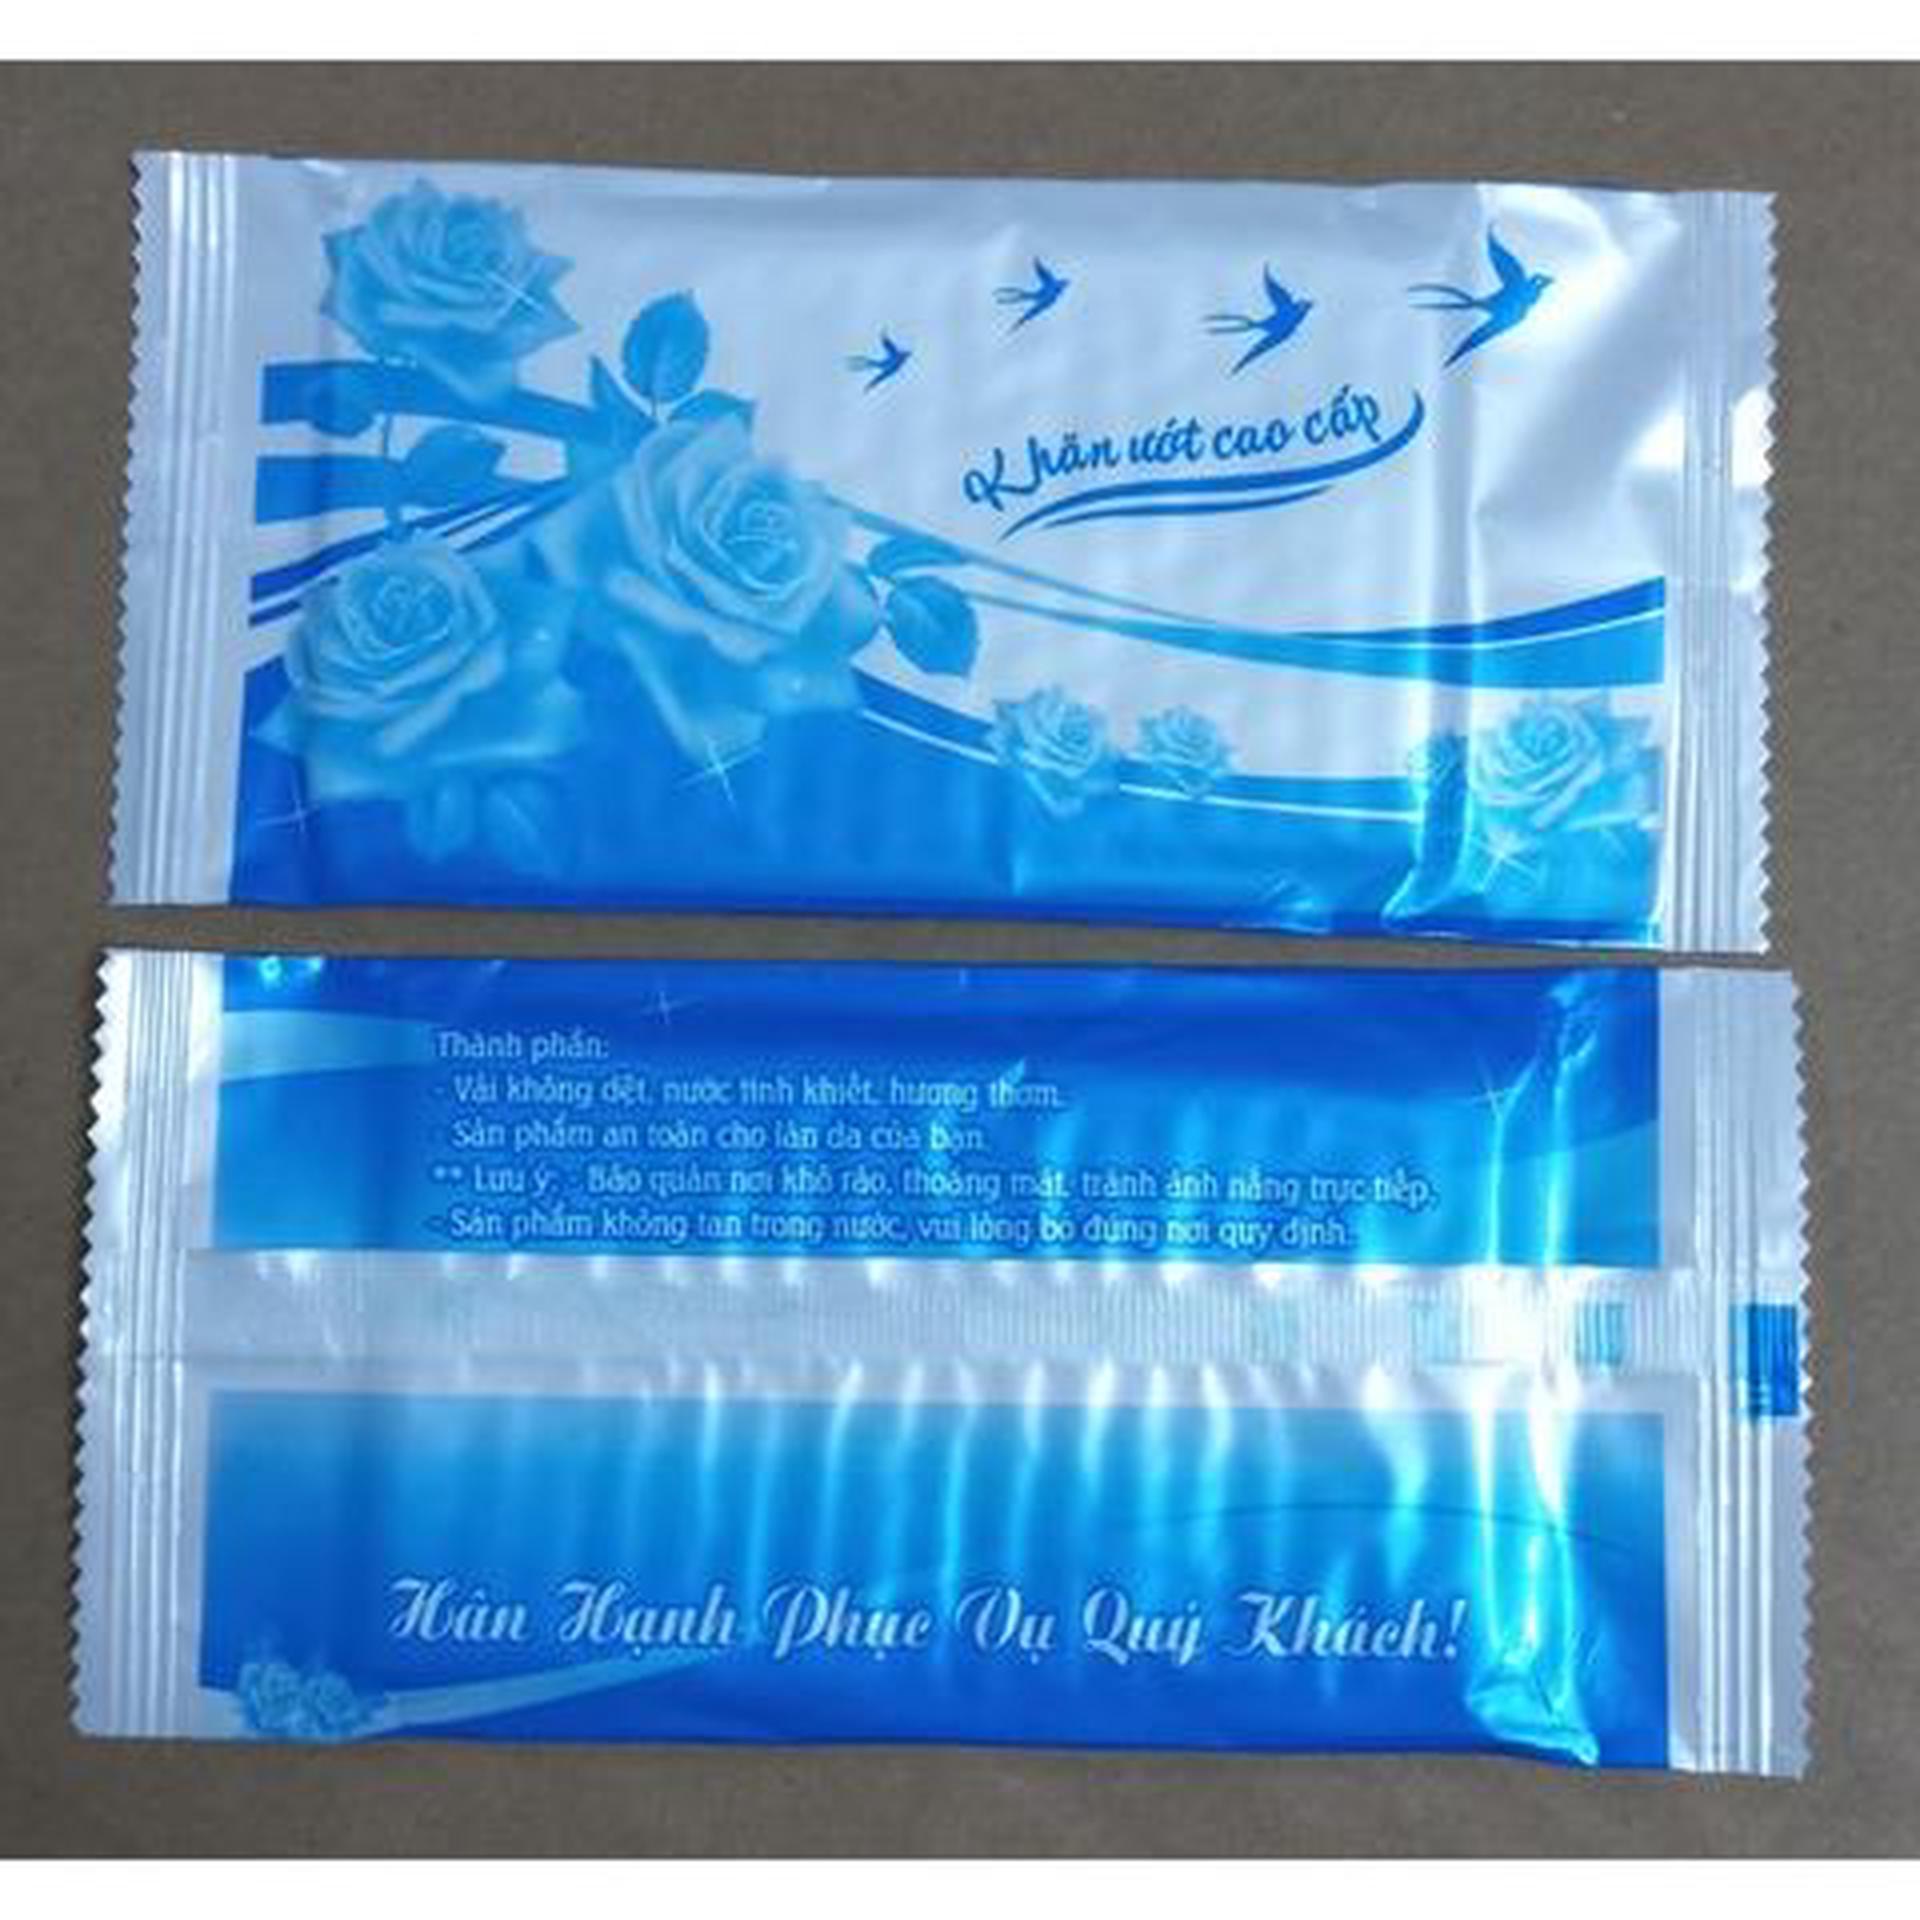 Khăn ướt cao cấp
Thành phần:
- Vải không dệt, nước tinh khiết, hương thơm.
Sản phẩm an toàn cho làn da của bạn.
** Lưu ý: - Bảo quản nơi khô ráo, thoáng mát, tránh ánh nắng trực tiếp.
- Sản phẩm không tan trong nước, vui lòng bỏ đúng nơi quy định.
Hân Hạnh Phục Vụ Quý Khách!